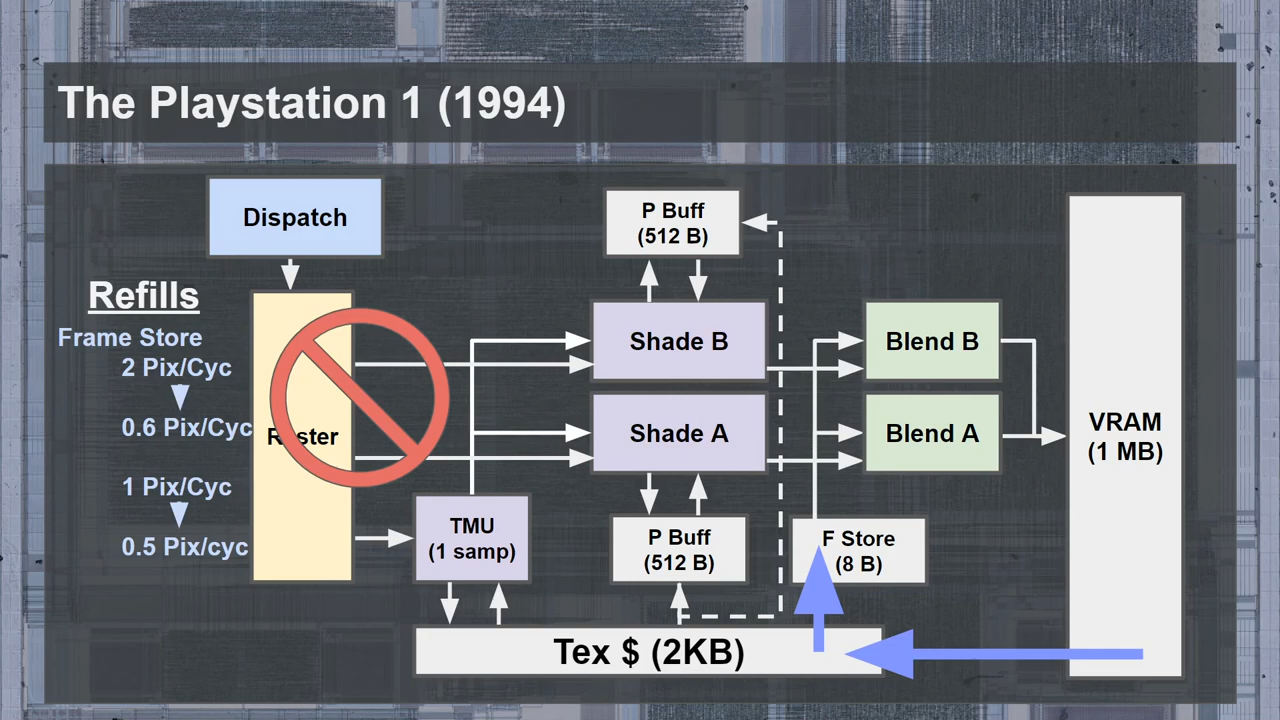 The Playstation 1 (1994)
Dispatch
P Buff
(512 B)
Refills
Frame Store
2 Pix/Cyc
0.6 Pix/Cyc
1 Pix/Cyc
0.5 Pix/cyc
Raster
Shade B
Blend B
Shade A
Blend A
VRAM
(1 MB)
TMU
(1 samp)
P Buff
(512 B)
F Store
(8 B)
Tex $ (2KB)